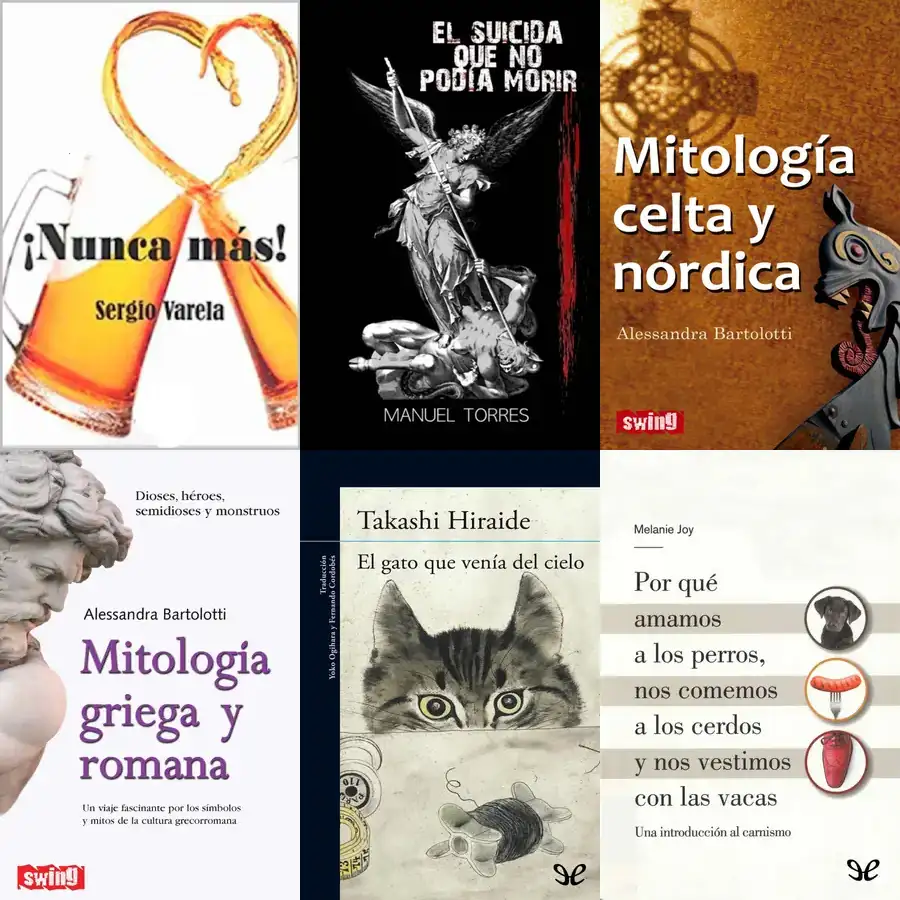 ¡Nunca más!
Sergio Varela
EL SUICIDA
QUE NO
PODIA MORIR
MANUEL TORRES
Mitología
celta y
nórdica
Alessandra Bartolotti
swing
Dioses, héroes,
semidioses y monstruos
Alessandra Bartolotti
Mitología
griega y
romana
Un viaje fascinante por los símbolos
y mitos de la cultura grecorromana
swing
Takashi Hiraide
El gato que venía del cielo
Traducción
Yoko Ogihara y Fernando Cordobés
Melanie Joy
Por qué
amamos
a los perros,
nos comemos
a los cerdos
y nos vestimos
con las vacas
Una introducción al carnismo